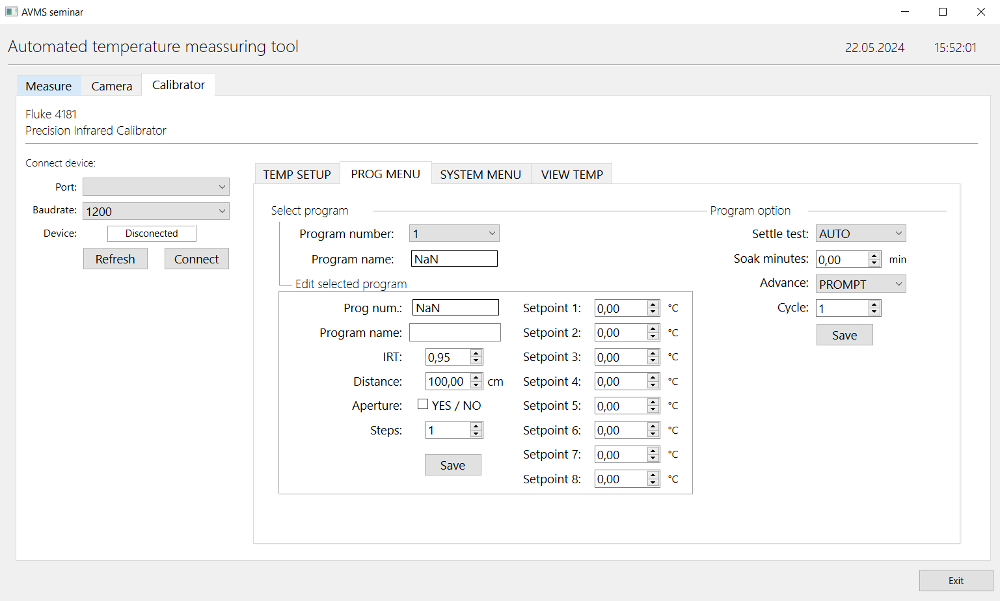 AVMS seminar
Automated temperature meassuring tool
22.05.2024 15:52:01
Measure Camera Calibrator
Fluke 4181
Precision Infrared Calibrator
Connect device:
Port:
Baudrate: 1200
Device: Disconected
Refresh Connect
TEMP SETUP PROG MENU SYSTEM MENU VIEW TEMP
Select program
Program number: 1
Program name: NaN
Edit selected program
Prog num.: NaN
Program name:
IRT: 0,95
Distance: 100,00 cm
Aperture: YES / NO
Steps: 1
Save
Setpoint 1: 0,00 °C
Setpoint 2: 0,00 °C
Setpoint 3: 0,00 °C
Setpoint 4: 0,00 °C
Setpoint 5: 0,00 °C
Setpoint 6: 0,00 °C
Setpoint 7: 0,00 °C
Setpoint 8: 0,00 °C
Program option
Settle test: AUTO
Soak minutes: 0,00 min
Advance: PROMPT
Cycle: 1
Save
Exit